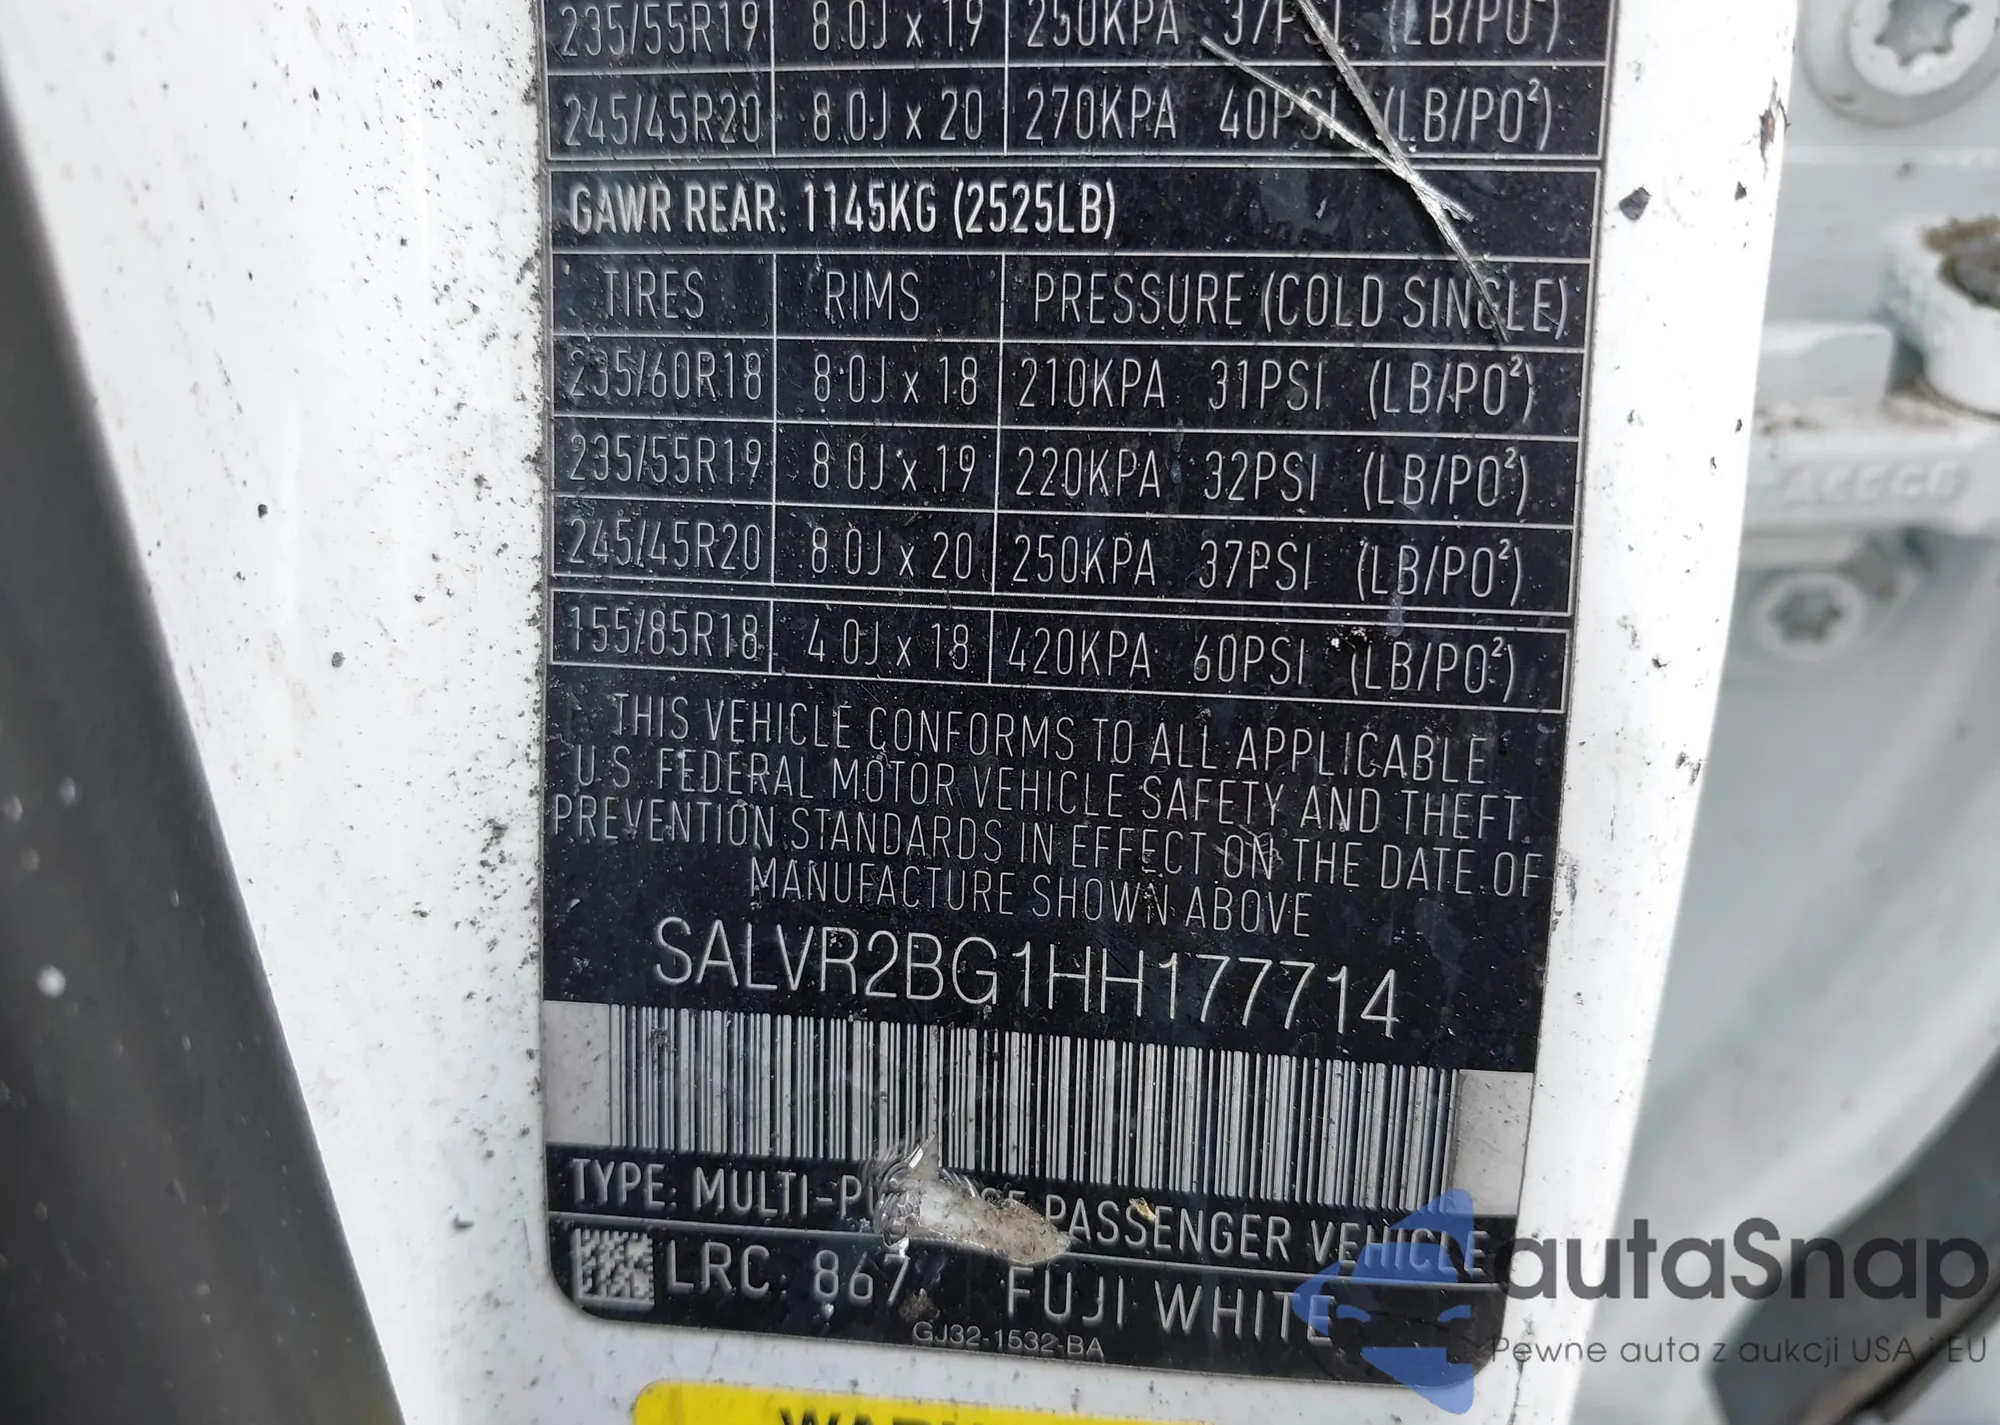 235/55R19 8.0J x 19 250KPA 37PSI (LB/PO²)
245/45R20 8.0J x 20 270KPA 40PSI (LB/PO²)
GAWR REAR: 1145KG (2525LB)
TIRES RIMS PRESSURE (COLD SINGLE)
235/60R18 8.0J x 18 210KPA 31PSI (LB/PO²)
235/55R19 8.0J x 19 220KPA 32PSI (LB/PO²)
245/45R20 8.0J x 20 250KPA 37PSI (LB/PO²)
155/85R18 4.0J x 18 420KPA 60PSI (LB/PO²)
THIS VEHICLE CONFORMS TO ALL APPLICABLE
U.S. FEDERAL MOTOR VEHICLE SAFETY AND THEFT
PREVENTION STANDARDS IN EFFECT ON THE DATE OF
MANUFACTURE SHOWN ABOVE
SALVR2BG1HH177714
TYPE: MULTI-PURPOSE PASSENGER VEHICLE
LRC: 867 FUJI WHITE
GJ32-1532-BA
autaSnap
Pewne auta z aukcji USA i EU